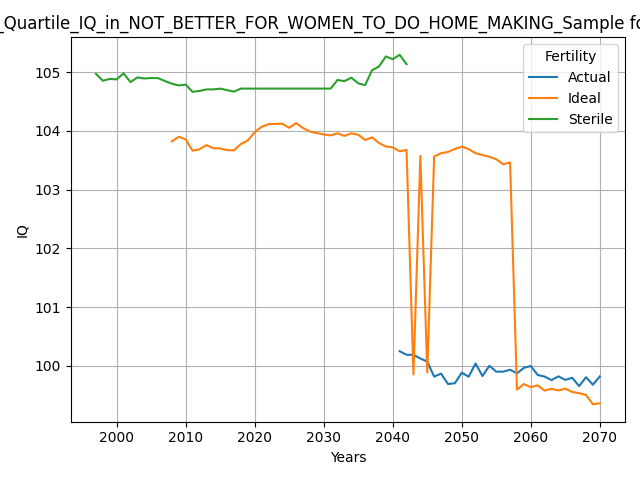 _Quartile_IQ_in_NOT_BETTER_FOR_WOMEN_TO_DO_HOME_MAKING_Sample fo
Fertility
Actual
Ideal
Sterile
IQ
105
104
103
102
101
100
2000
2010
2020
2030
2040
2050
2060
2070
Years